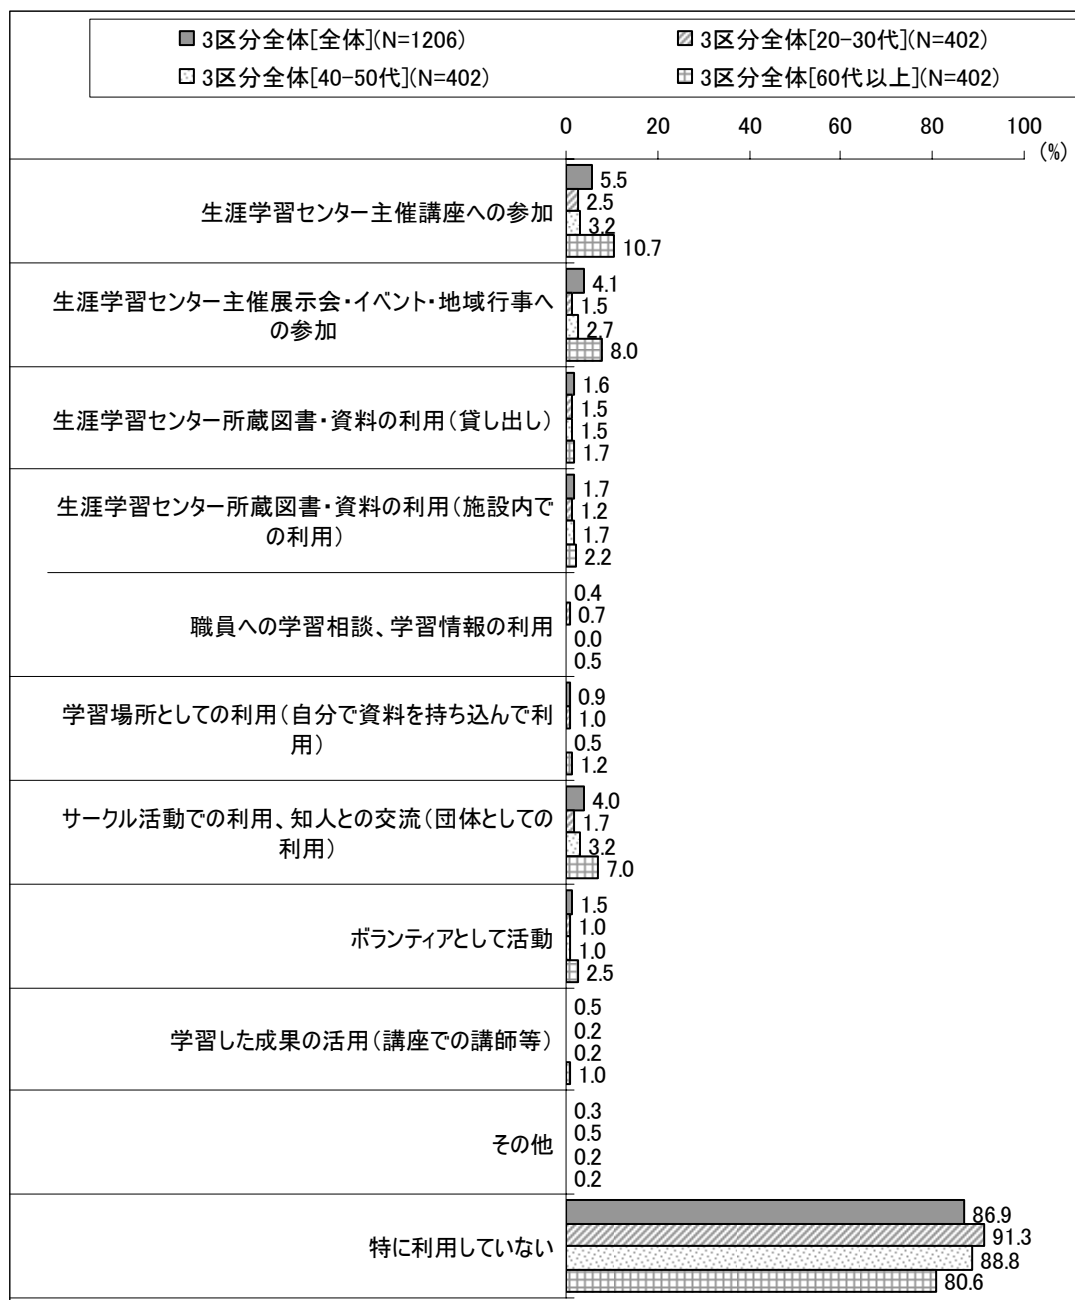 3区分全体[全体](N=1206)
3区分全体[20-30代](N=402)
3区分全体[40-50代](N=402)
3区分全体[60代以上](N=402)
0 20 40 60 80 100
(%)
生涯学習センター主催講座への参加
5.5
2.5
3.2
10.7
生涯学習センター主催展示会・イベント・地域行事へ
の参加
4.1
1.5
2.7
8.0
生涯学習センター所蔵図書・資料の利用(貸し出し)
1.6
1.5
1.5
1.7
生涯学習センター所蔵図書・資料の利用(施設内で
の利用)
1.7
1.2
1.7
2.2
職員への学習相談、学習情報の利用
0.4
0.7
0.0
0.5
学習場所としての利用(自分で資料を持ち込んで利
用)
0.9
1.0
0.5
1.2
サークル活動での利用、知人との交流(団体としての
利用)
4.0
1.7
3.2
7.0
ボランティアとして活動
1.5
1.0
1.0
2.5
学習した成果の活用(講座での講師等)
0.5
0.2
0.2
1.0
その他
0.3
0.5
0.2
0.2
特に利用していない
86.9
91.3
88.8
80.6